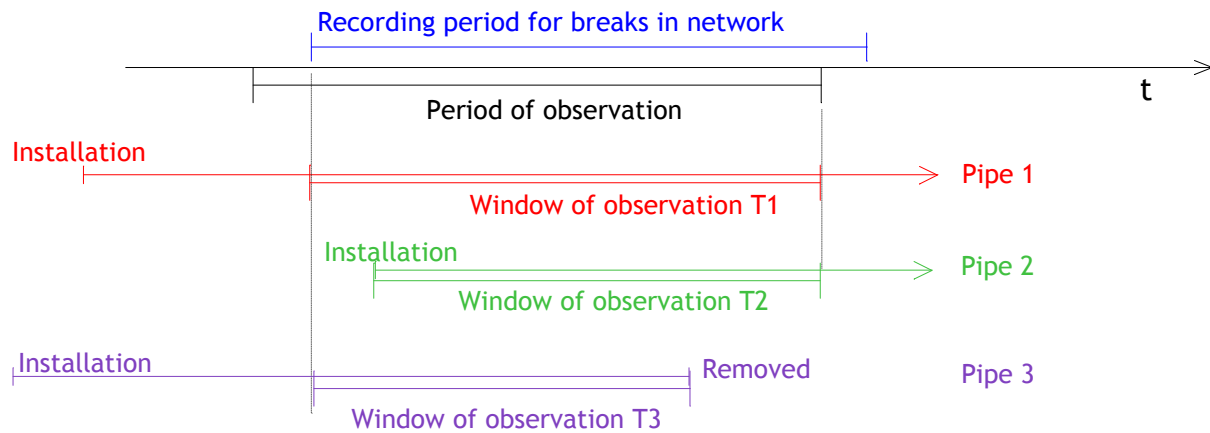 Recording period for breaks in network
t
Period of observation
Installation
Pipe 1
Window of observation T1
Installation
Pipe 2
Window of observation T2
Installation
Removed
Pipe 3
Window of observation T3